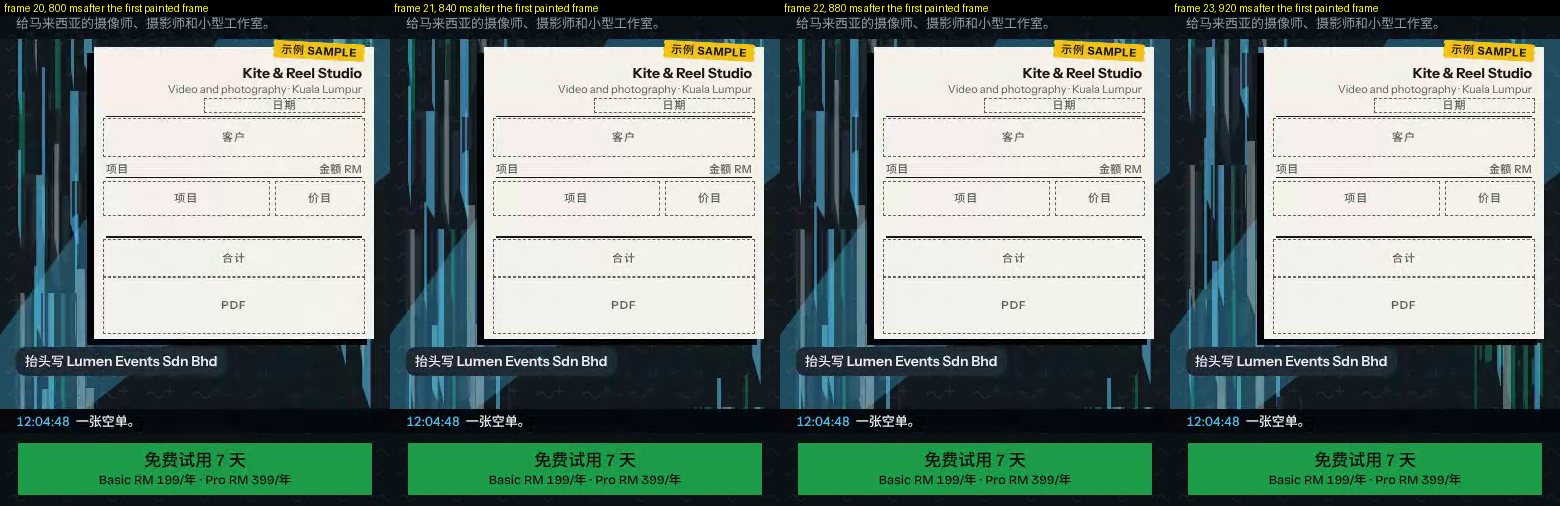 frame 20, 800 ms after the first painted frame
给马来西亚的摄像师、摄影师和小型工作室。
示例 SAMPLE
Kite & Reel Studio
Video and photography · Kuala Lumpur
日期
客户
项目 金额 RM
项目 价目
合计
PDF
抬头写 Lumen Events Sdn Bhd
12:04:48 一张空单。
免费试用 7 天
Basic RM 199/年 · Pro RM 399/年
frame 21, 840 ms after the first painted frame
给马来西亚的摄像师、摄影师和小型工作室。
示例 SAMPLE
Kite & Reel Studio
Video and photography · Kuala Lumpur
日期
客户
项目 金额 RM
项目 价目
合计
PDF
抬头写 Lumen Events Sdn Bhd
12:04:48 一张空单。
免费试用 7 天
Basic RM 199/年 · Pro RM 399/年
frame 22, 880 ms after the first painted frame
给马来西亚的摄像师、摄影师和小型工作室。
示例 SAMPLE
Kite & Reel Studio
Video and photography · Kuala Lumpur
日期
客户
项目 金额 RM
项目 价目
合计
PDF
抬头写 Lumen Events Sdn Bhd
12:04:48 一张空单。
免费试用 7 天
Basic RM 199/年 · Pro RM 399/年
frame 23, 920 ms after the first painted frame
给马来西亚的摄像师、摄影师和小型工作室。
示例 SAMPLE
Kite & Reel Studio
Video and photography · Kuala Lumpur
日期
客户
项目 金额 RM
项目 价目
合计
PDF
抬头写 Lumen Events Sdn Bhd
12:04:48 一张空单。
免费试用 7 天
Basic RM 199/年 · Pro RM 399/年